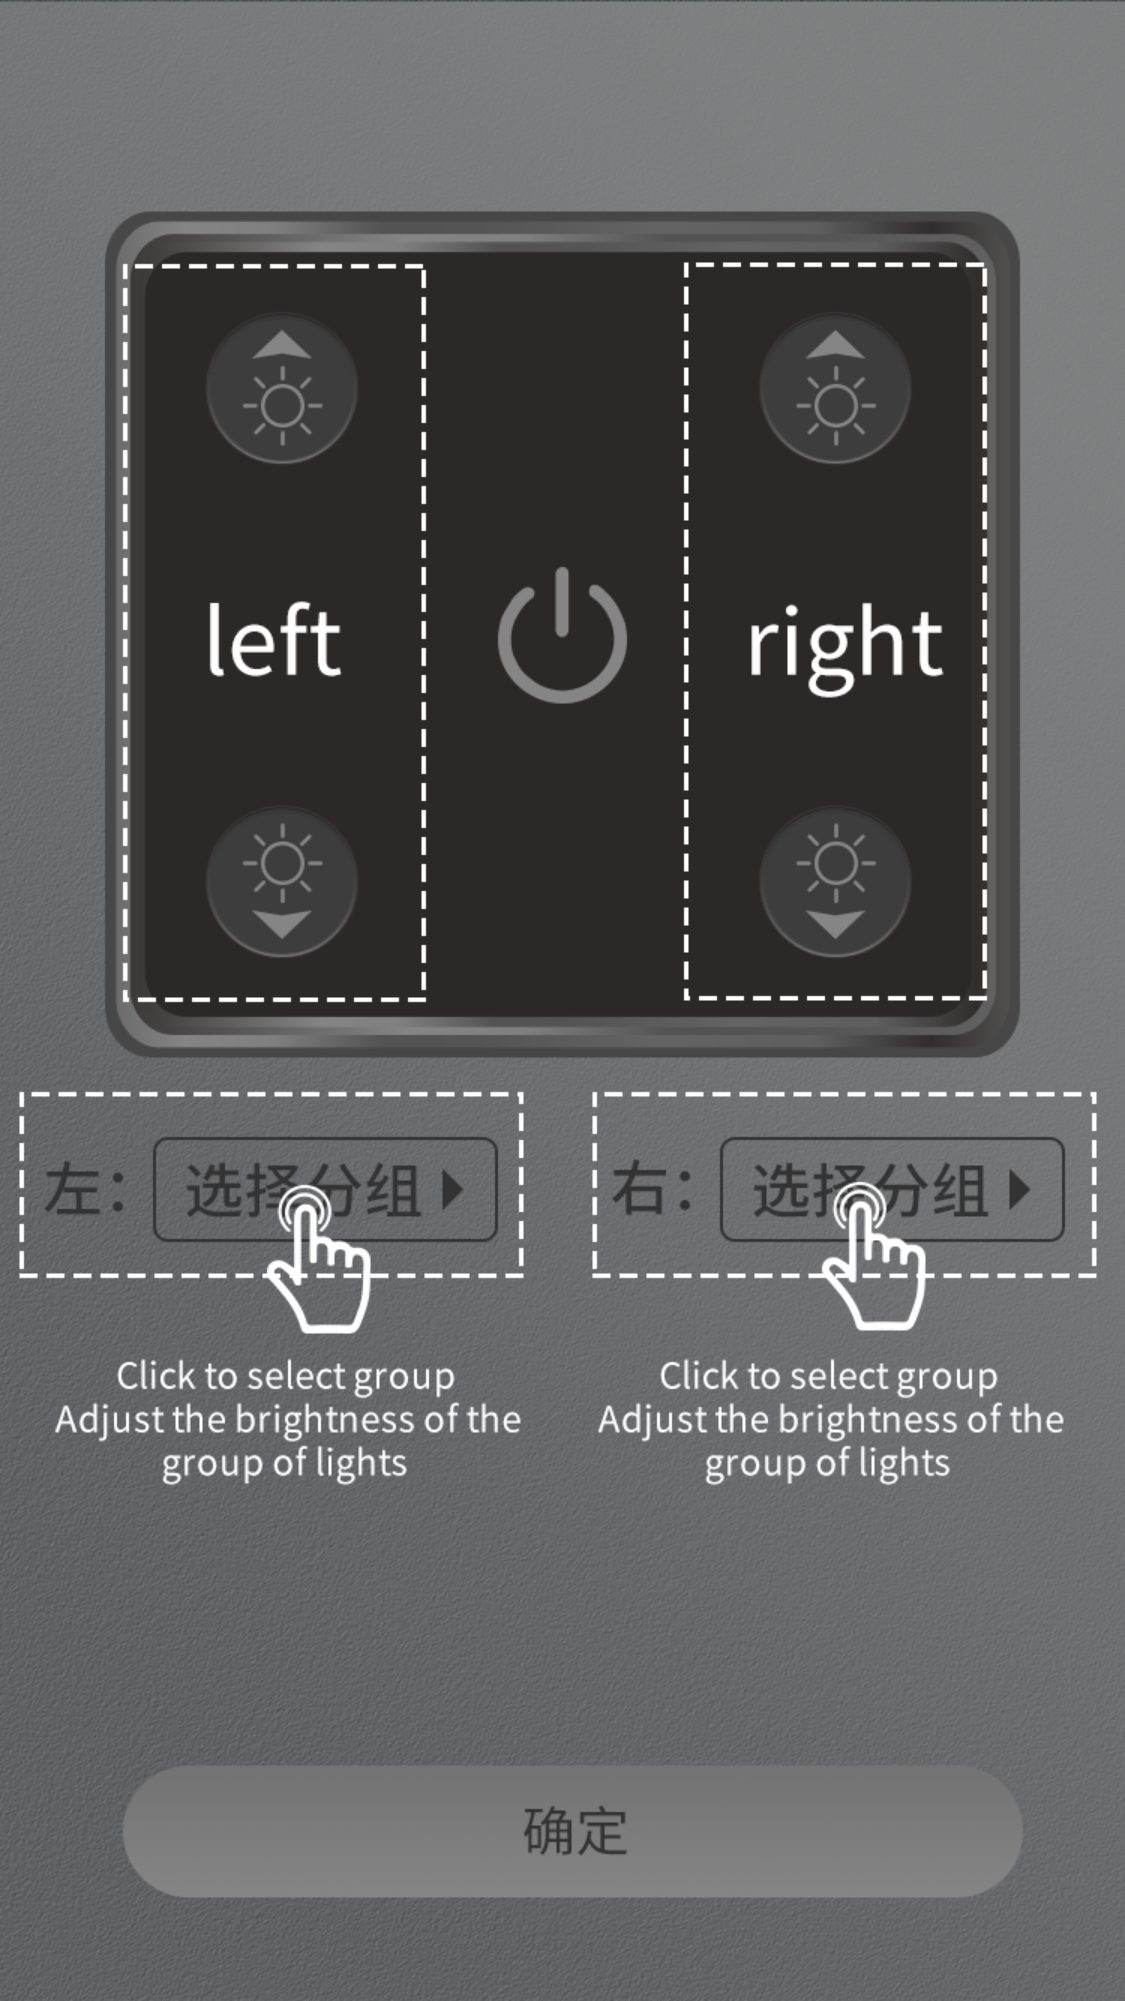 left
right
左：
选择分组
右：
选择分组
Click to select group
Adjust the brightness of the
group of lights
Click to select group
Adjust the brightness of the
group of lights
确定